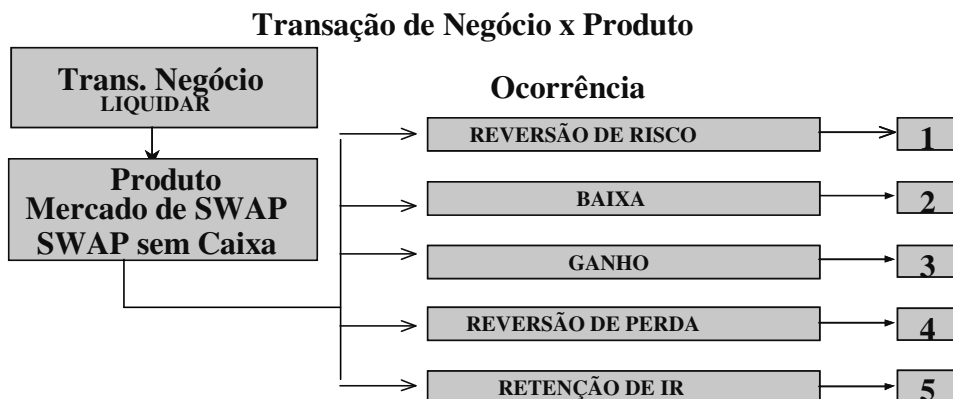 Transação de Negócio x Produto
Trans. Negócio
LIQUIDAR
Produto
Mercado de SWAP
SWAP sem Caixa
Ocorrência
REVERSÃO DE RISCO
1
BAIXA
2
GANHO
3
REVERSÃO DE PERDA
4
RETENÇÃO DE IR
5